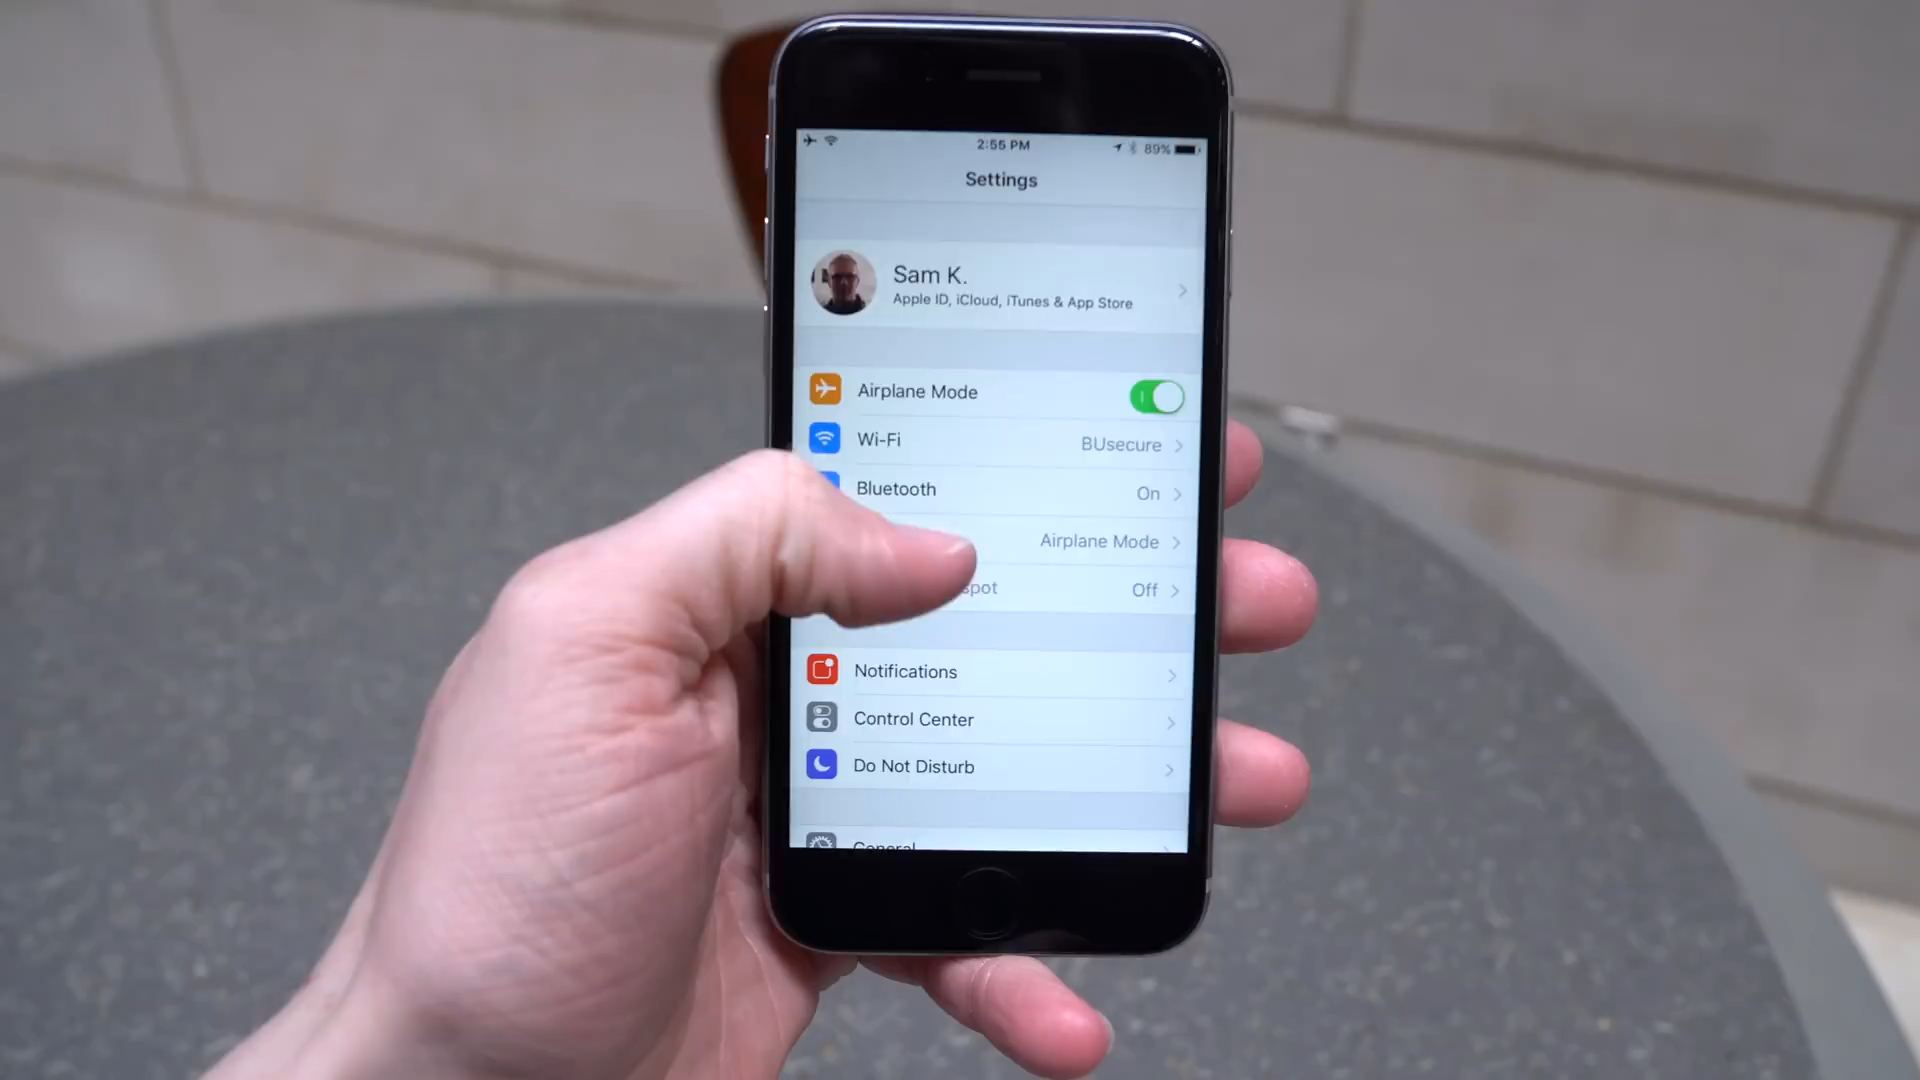 2:55 PM
89%
Settings
Sam K.
Apple ID, iCloud, iTunes & App Store
Airplane Mode
Wi-Fi BUsecure
Bluetooth On
Airplane Mode
spot Off
Notifications
Control Center
Do Not Disturb
General